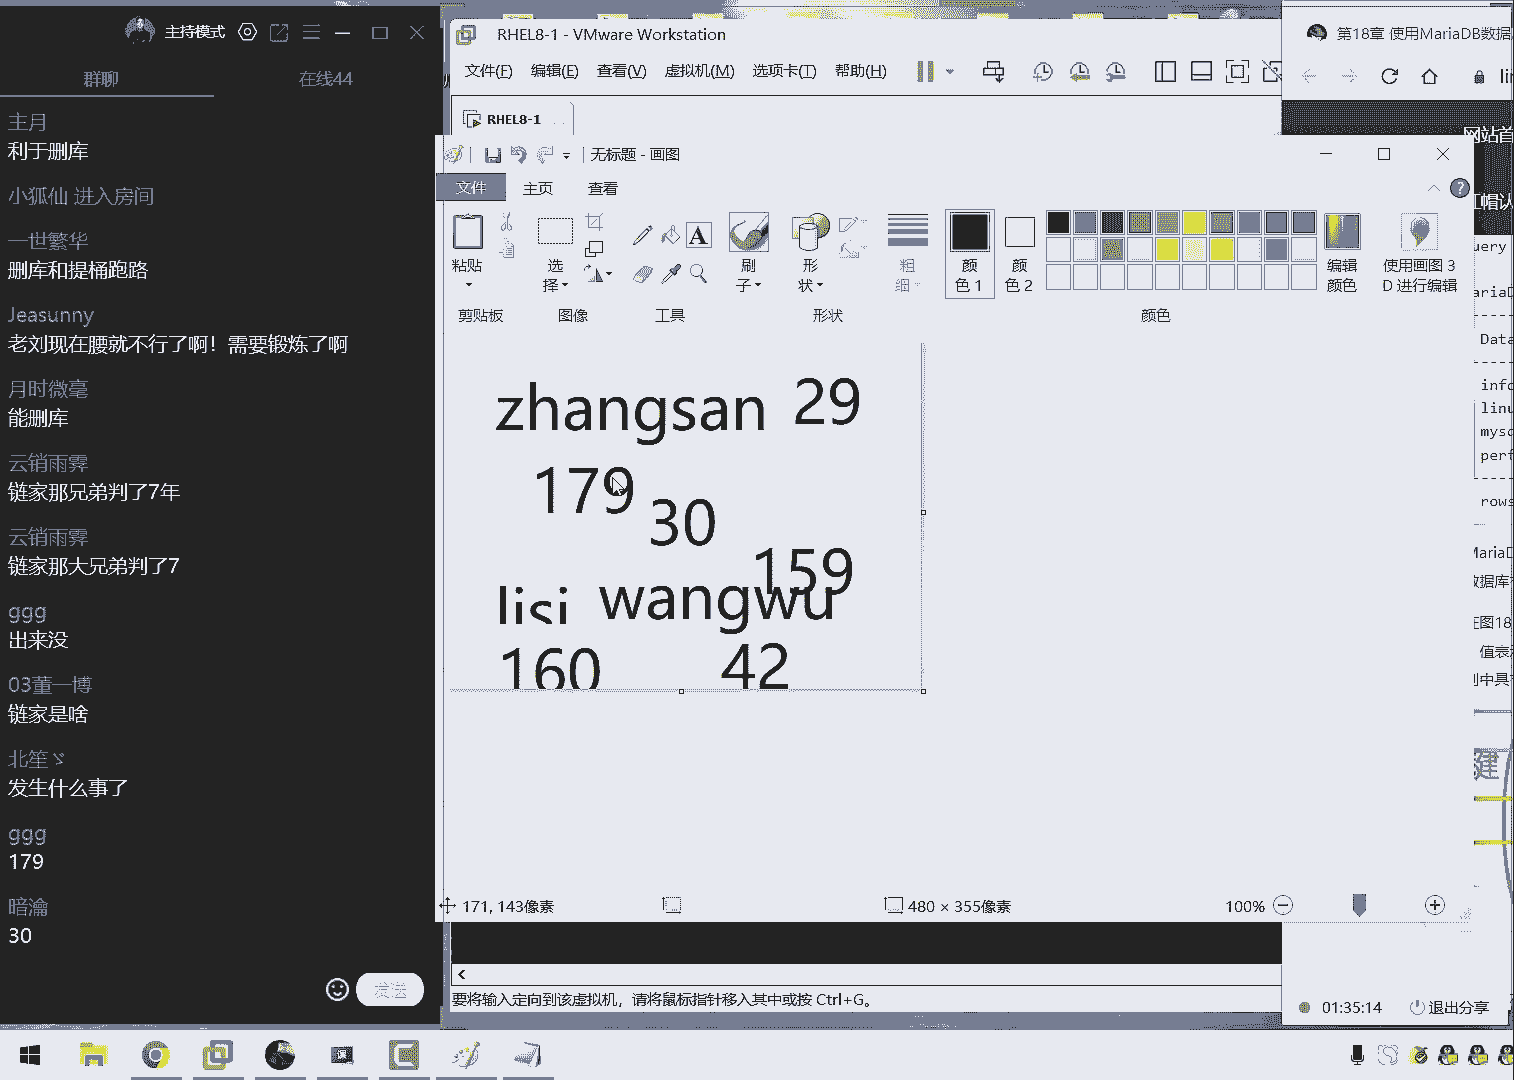 主持模式
群聊
在线44
主月
利于删库
小狐仙 进入房间
一世繁华
删库和提桶跑路
Jeasunny
老刘现在腰就不行了啊！需要锻炼了啊
月时微毫
能删库
云销雨霁
链家那兄弟判了7年
云销雨霁
链家那大兄弟判了7
ggg
出来没
03董一博
链家是啥
北笙ゞ
发生什么事了
ggg
179
暗瀹
30
发送
RHEL8-1 - VMware Workstation
文件(F) 编辑(E) 查看(V) 虚拟机(M) 选项卡(T) 帮助(H)
RHEL8-1
无标题 - 画图
文件 主页 查看
粘贴
选择
刷子
形状
粗细
颜色 1
颜色 2
编辑颜色
使用画图 3D 进行编辑
剪贴板 图像 工具 形状 颜色
zhangsan 29
179
30
159
lisi wangwu
160 42
171, 143像素
480 × 355像素
100%
要将输入定向到该虚拟机，请将鼠标指针移入其中或按 Ctrl+G。
第18章 使用MariaDB数据
网站首
帽认
uery
Data
info
linu
mysq
perf
rows
数据库
图18
值表
中具
键
01:35:14
退出分享